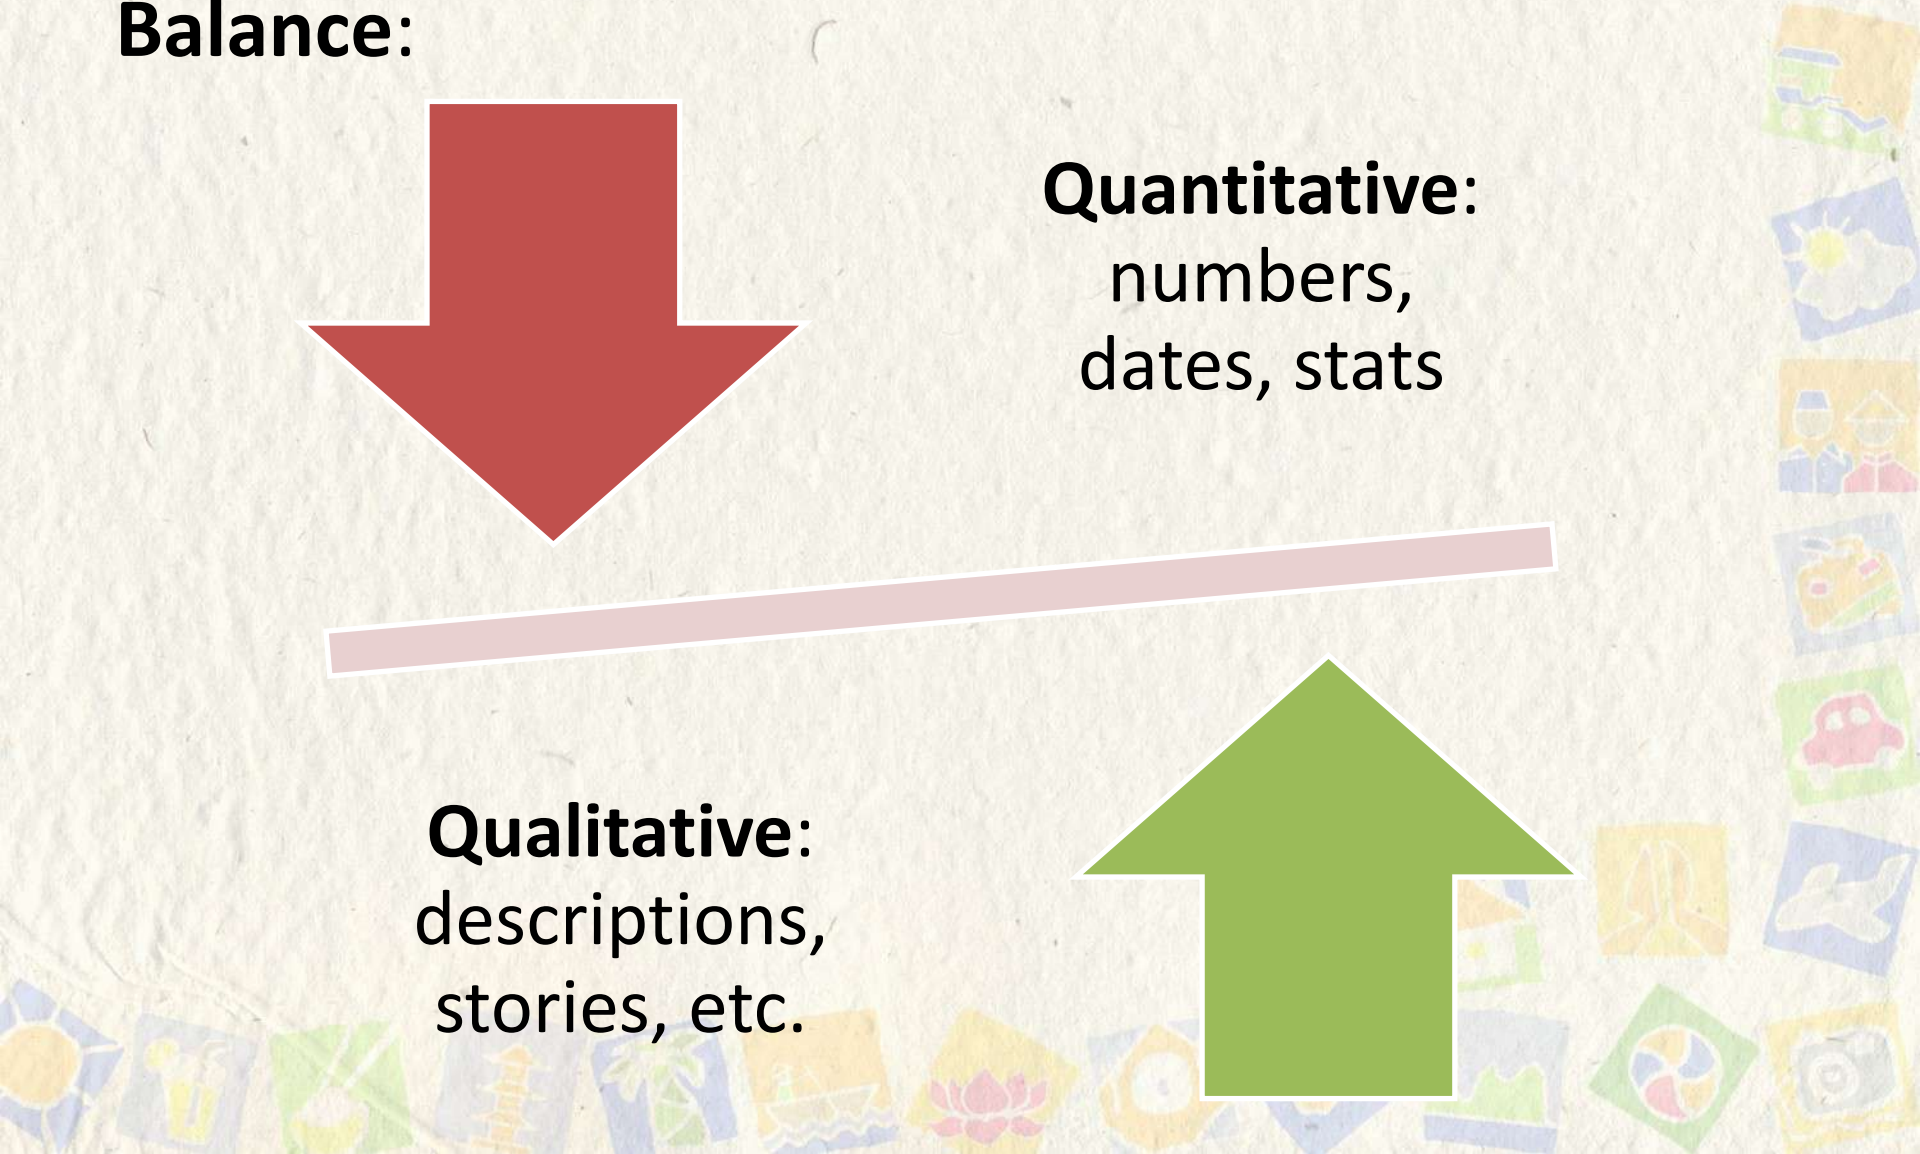 Balance:
Quantitative:
numbers,
dates, stats
Qualitative:
descriptions,
stories, etc.